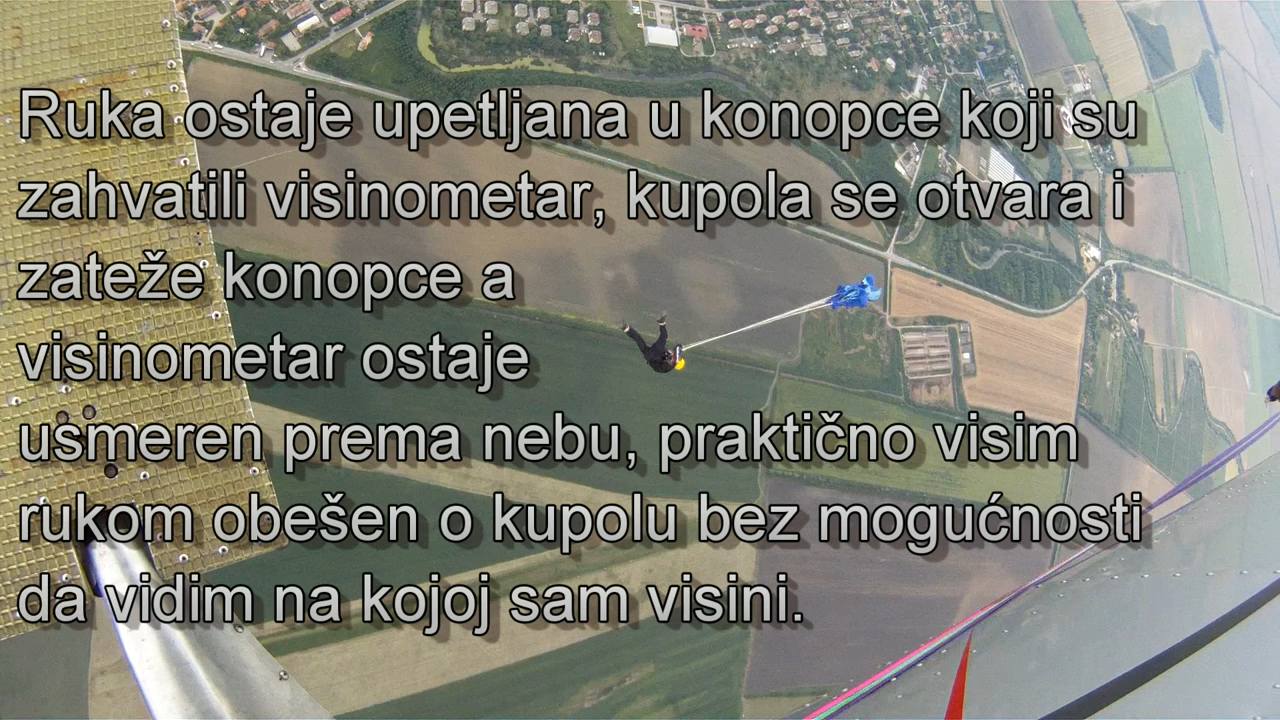 Ruka ostaje upetljana u konopce koji su
zahvatili visinometar, kupola se otvara i
zateže konopce a
visinometar ostaje
usmeren prema nebu, praktično visim
rukom obešen o kupolu bez mogućnosti
da vidim na kojoj sam visini.